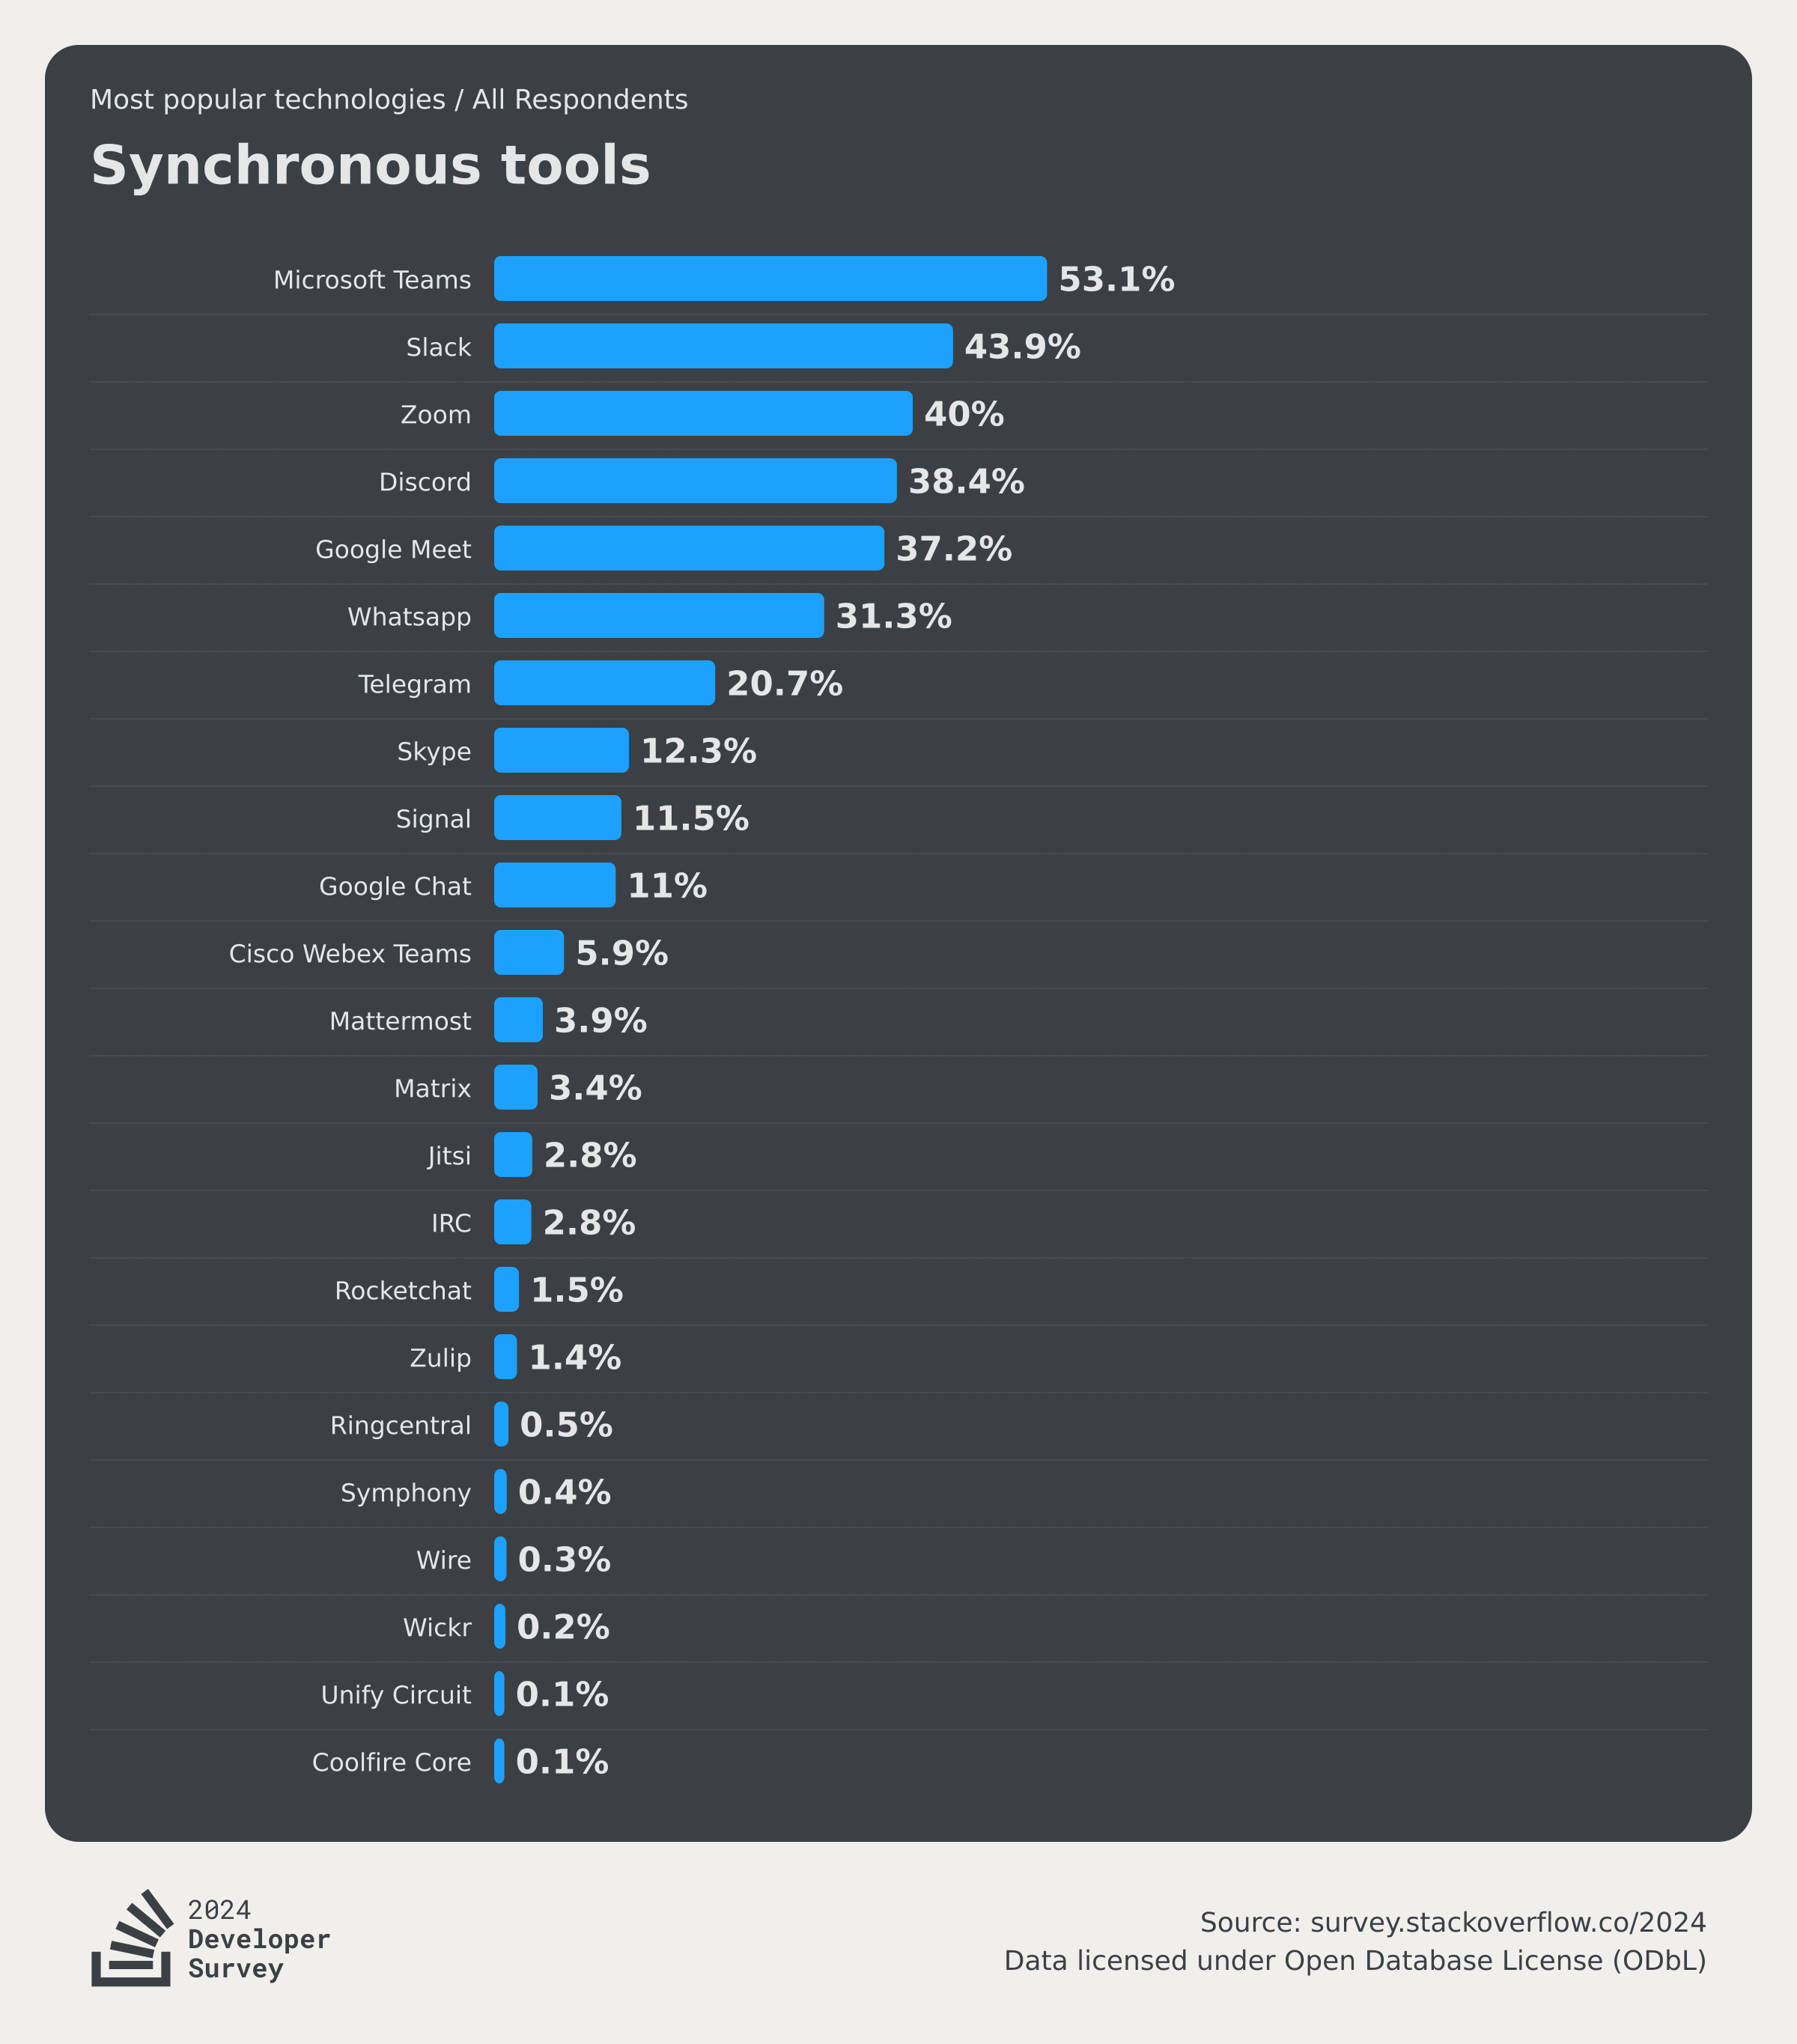 Most popular technologies / All Respondents
Synchronous tools
Microsoft Teams 53.1%
Slack 43.9%
Zoom 40%
Discord 38.4%
Google Meet 37.2%
Whatsapp 31.3%
Telegram 20.7%
Skype 12.3%
Signal 11.5%
Google Chat 11%
Cisco Webex Teams 5.9%
Mattermost 3.9%
Matrix 3.4%
Jitsi 2.8%
IRC 2.8%
Rocketchat 1.5%
Zulip 1.4%
Ringcentral 0.5%
Symphony 0.4%
Wire 0.3%
Wickr 0.2%
Unify Circuit 0.1%
Coolfire Core 0.1%
2024
Developer
Survey
Source: survey.stackoverflow.co/2024
Data licensed under Open Database License (ODbL)